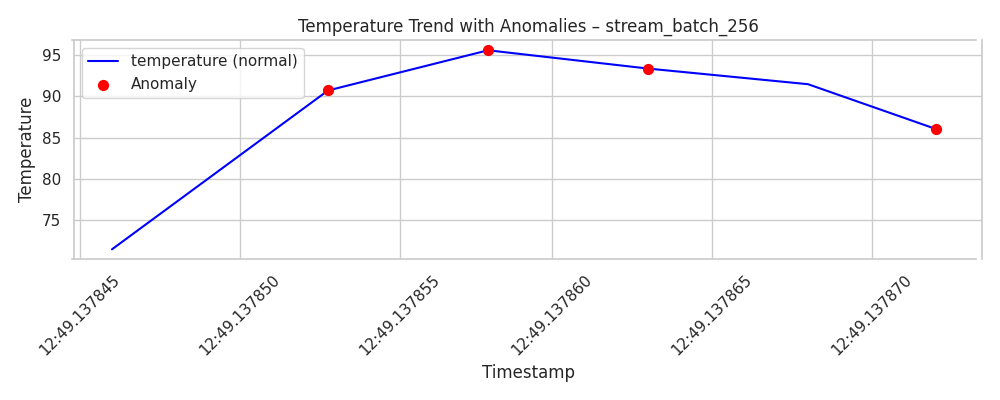 Temperature Trend with Anomalies – stream_batch_256
temperature (normal)
Anomaly
Temperature
95
90
85
80
75
12:49.137845
12:49.137850
12:49.137855
12:49.137860
12:49.137865
12:49.137870
Timestamp